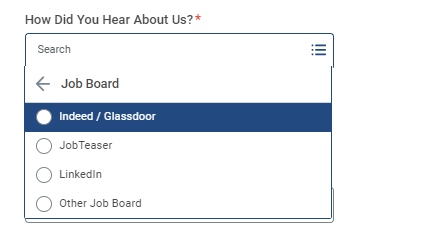 How Did You Hear About Us?*
Search
Job Board
Indeed / Glassdoor
JobTeaser
LinkedIn
Other Job Board